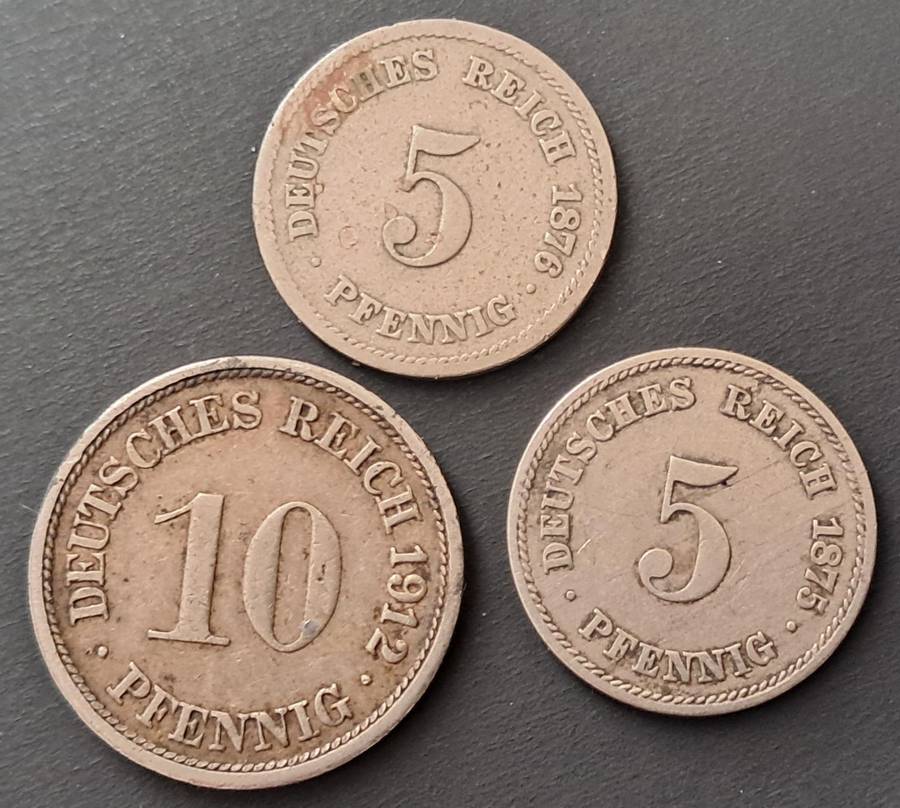 DEUTSCHES REICH 1876
5
· PFENNIG ·
DEUTSCHES REICH 1912
10
· PFENNIG ·
DEUTSCHES REICH 1875
5
· PFENNIG ·